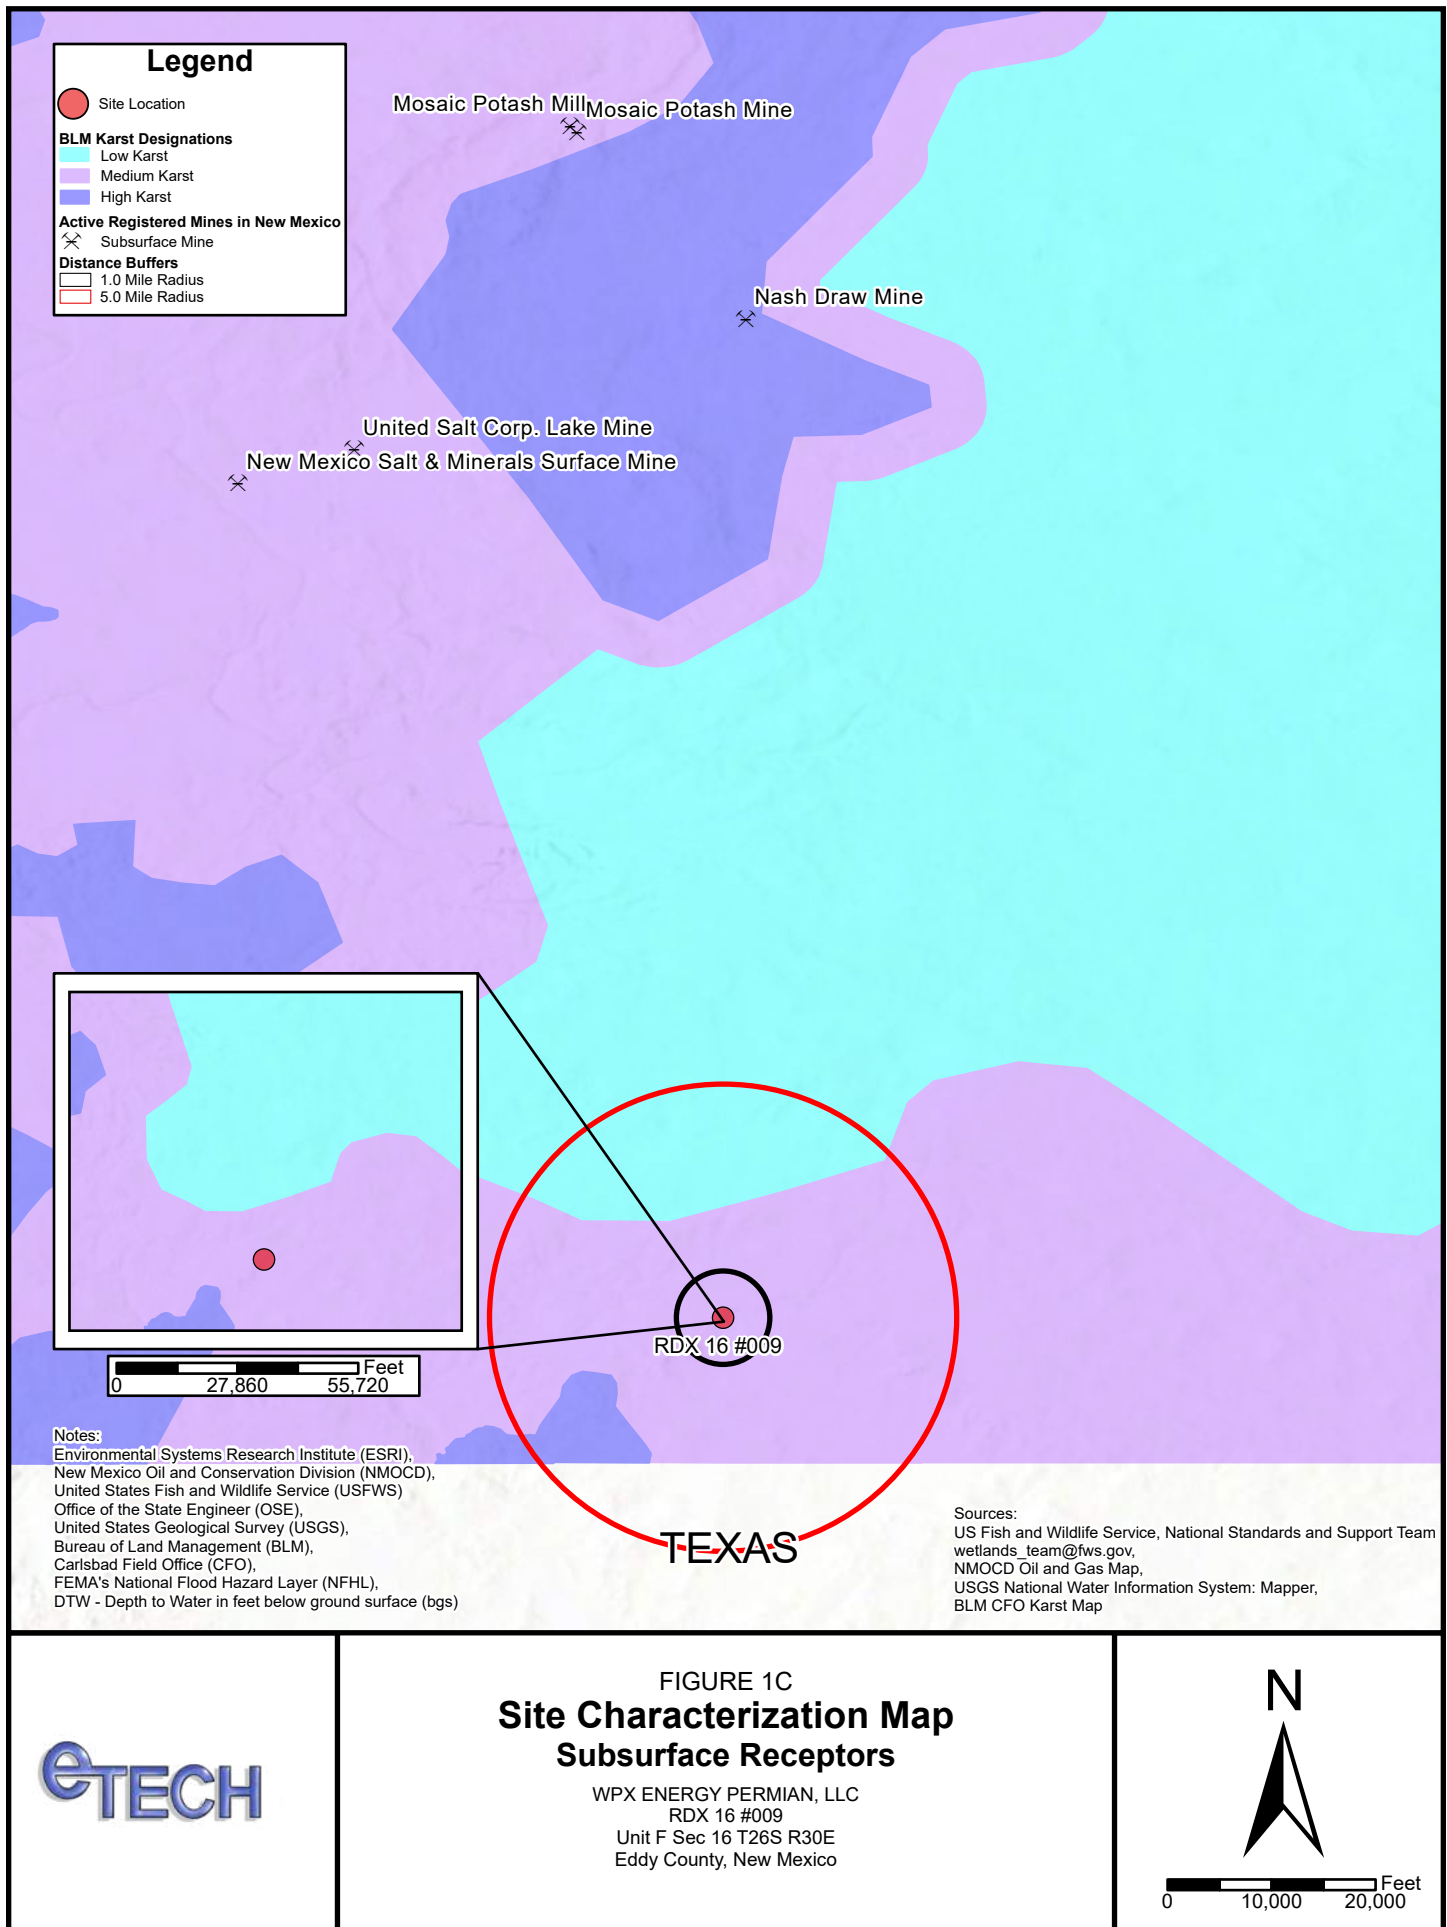 Legend
Site Location
BLM Karst Designations
Low Karst
Medium Karst
High Karst
Active Registered Mines in New Mexico
Subsurface Mine
Distance Buffers
1.0 Mile Radius
5.0 Mile Radius
Mosaic Potash Mill
Mosaic Potash Mine
Nash Draw Mine
United Salt Corp. Lake Mine
New Mexico Salt & Minerals Surface Mine
RDX 16 #009
Feet
0 27,860 55,720
TEXAS
Notes:
Environmental Systems Research Institute (ESRI),
New Mexico Oil and Conservation Division (NMOCD),
United States Fish and Wildlife Service (USFWS)
Office of the State Engineer (OSE),
United States Geological Survey (USGS),
Bureau of Land Management (BLM),
Carlsbad Field Office (CFO),
FEMA's National Flood Hazard Layer (NFHL),
DTW - Depth to Water in feet below ground surface (bgs)
Sources:
US Fish and Wildlife Service, National Standards and Support Team
wetlands_team@fws.gov,
NMOCD Oil and Gas Map,
USGS National Water Information System: Mapper,
BLM CFO Karst Map
eTECH
FIGURE 1C
Site Characterization Map
Subsurface Receptors
WPX ENERGY PERMIAN, LLC
RDX 16 #009
Unit F Sec 16 T26S R30E
Eddy County, New Mexico
N
Feet
0 10,000 20,000